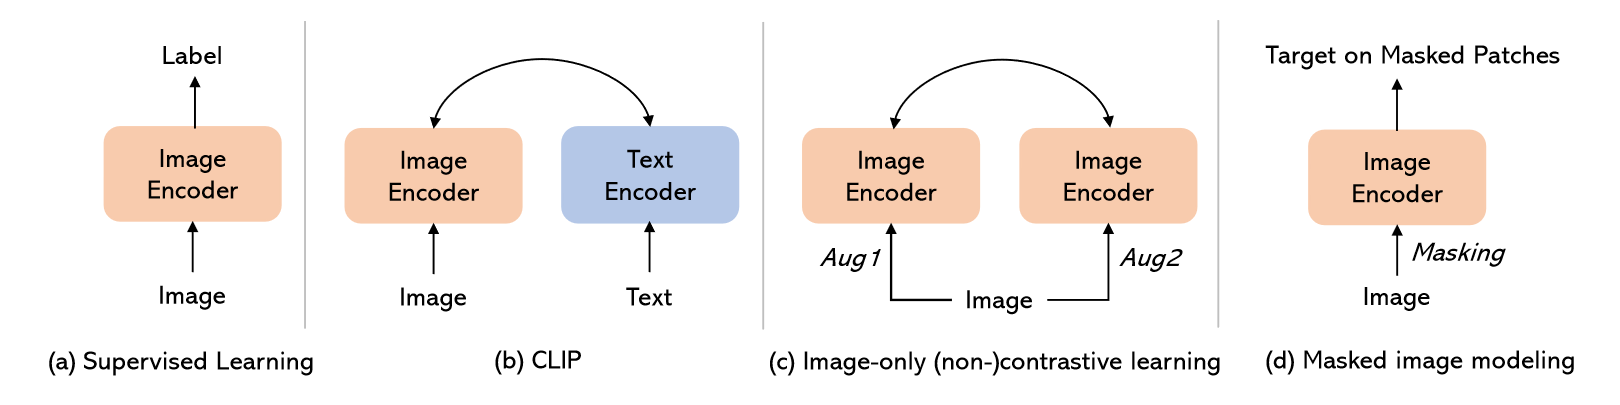 Label
Image
Encoder
Image
(a) Supervised Learning
Image
Encoder
Text
Encoder
Image
Text
(b) CLIP
Image
Encoder
Image
Encoder
Aug1
Aug2
Image
(c) Image-only (non-)contrastive learning
Target on Masked Patches
Image
Encoder
Masking
Image
(d) Masked image modeling